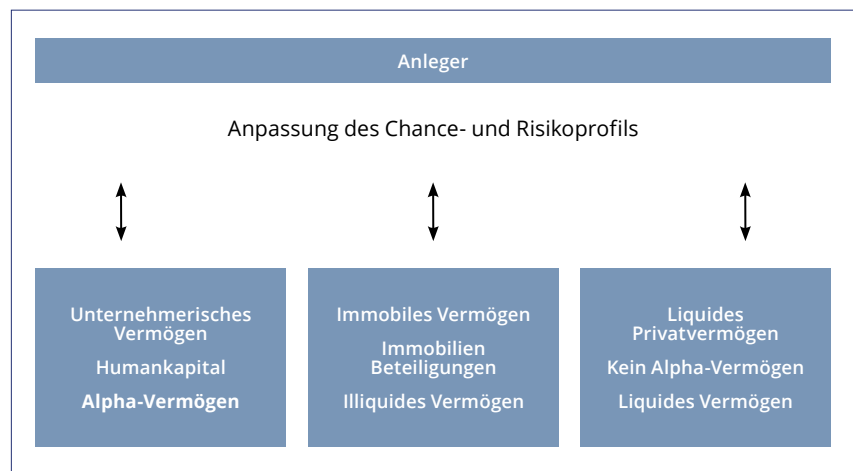 Anleger
Anpassung des Chance- und Risikoprofils
Unternehmerisches
Vermögen
Humankapital
Alpha-Vermögen
Immobiles Vermögen
Immobilien
Beteiligungen
Illiquides Vermögen
Liquides
Privatvermögen
Kein Alpha-Vermögen
Liquides Vermögen